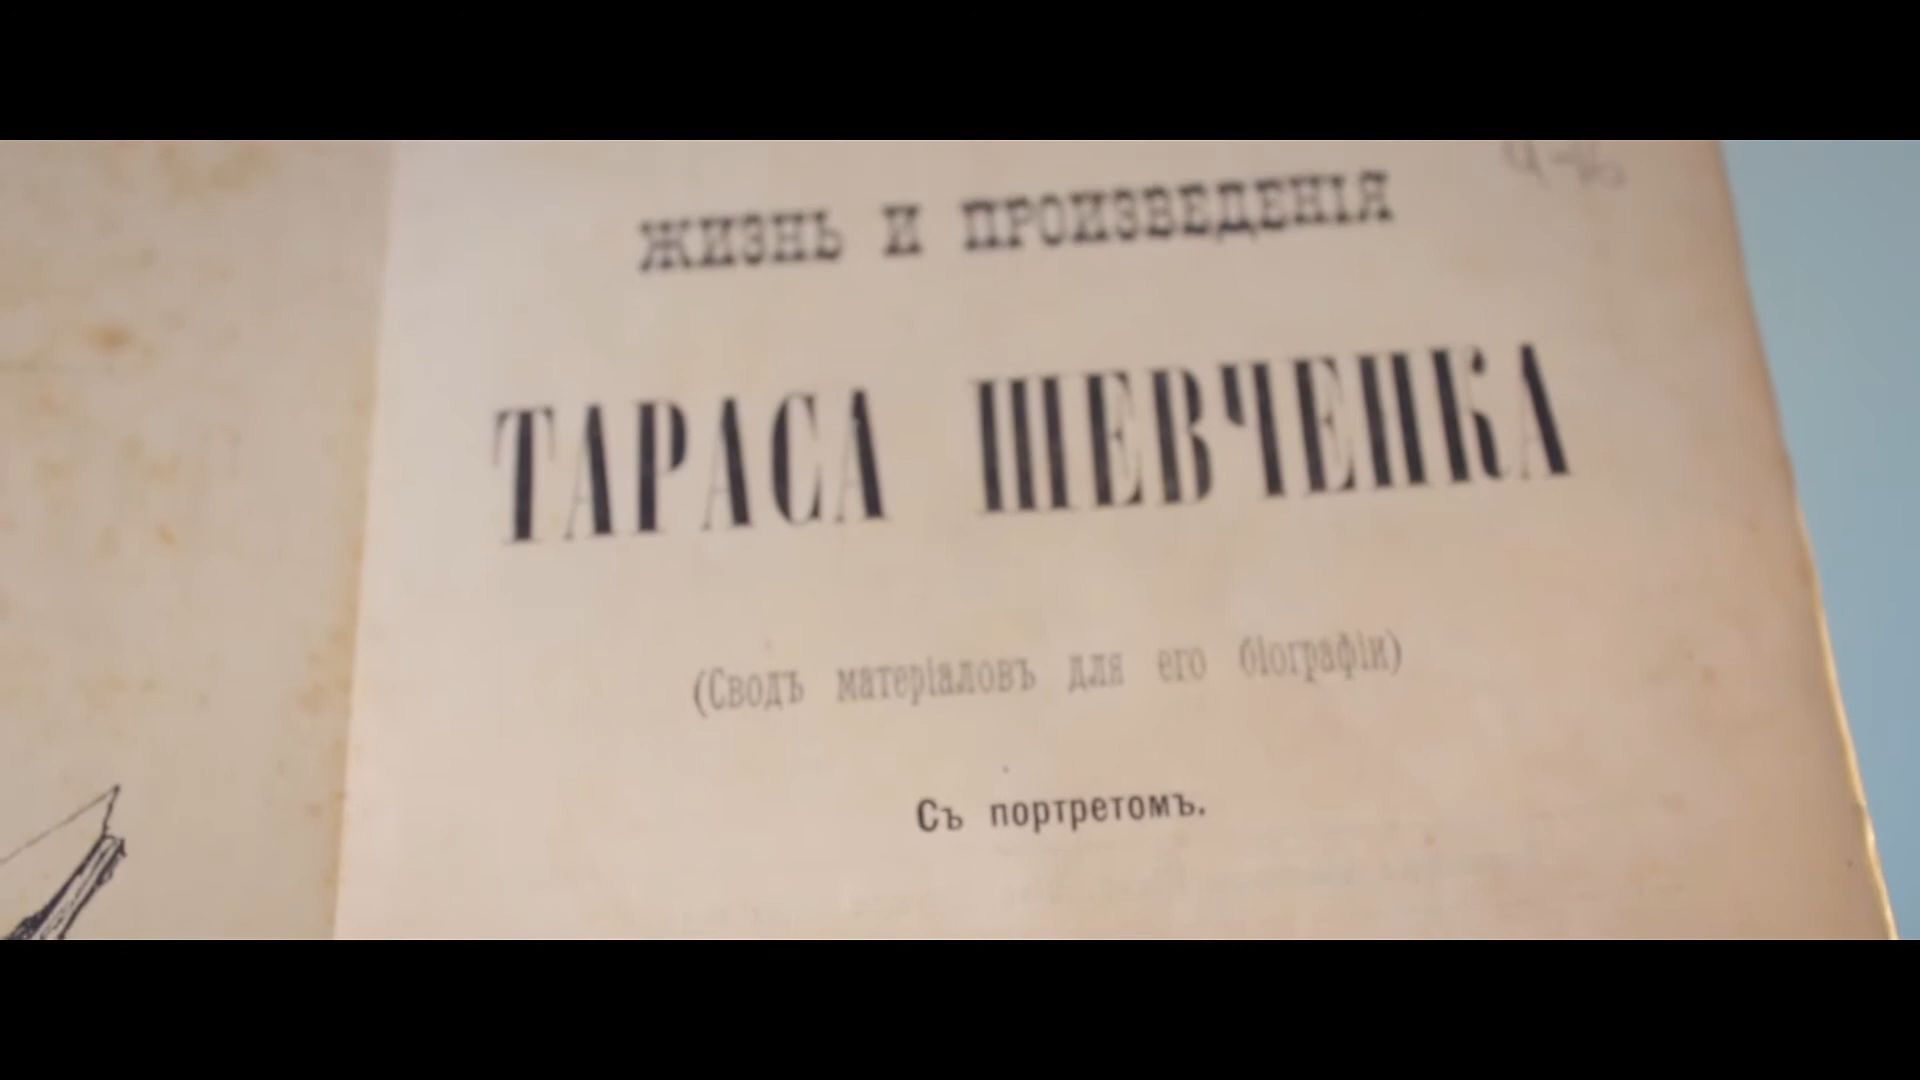 ЖИЗНЬ И ПРОИЗВЕДЕНІЯ
ТАРАСА ШЕВЧЕНКА
(Сводъ матеріаловъ для его біографіи)
Съ портретомъ.